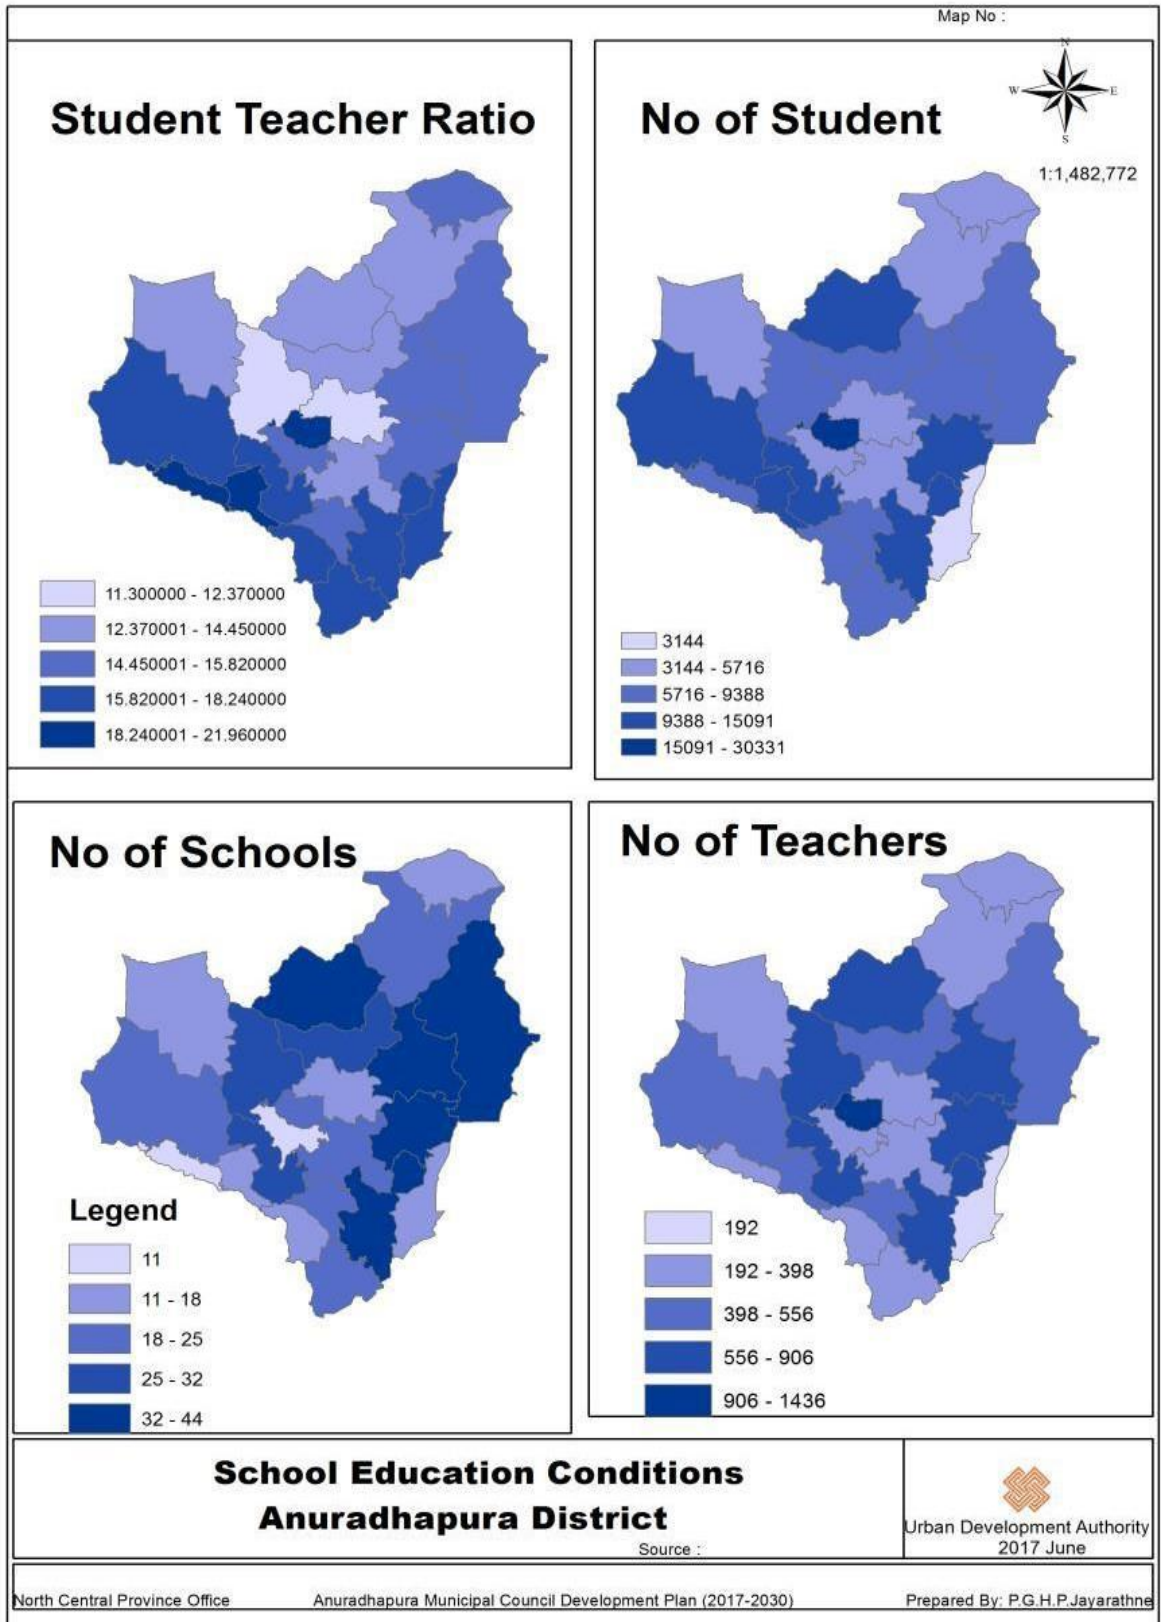 Map No :
Student Teacher Ratio
11.300000 - 12.370000
12.370001 - 14.450000
14.450001 - 15.820000
15.820001 - 18.240000
18.240001 - 21.960000
No of Student
N
W E
S
1:1,482,772
3144
3144 - 5716
5716 - 9388
9388 - 15091
15091 - 30331
No of Schools
Legend
11
11 - 18
18 - 25
25 - 32
32 - 44
No of Teachers
192
192 - 398
398 - 556
556 - 906
906 - 1436
School Education Conditions
Anuradhapura District
Source :
Urban Development Authority
2017 June
North Central Province Office
Anuradhapura Municipal Council Development Plan (2017-2030)
Prepared By: P.G.H.P.Jayarathne